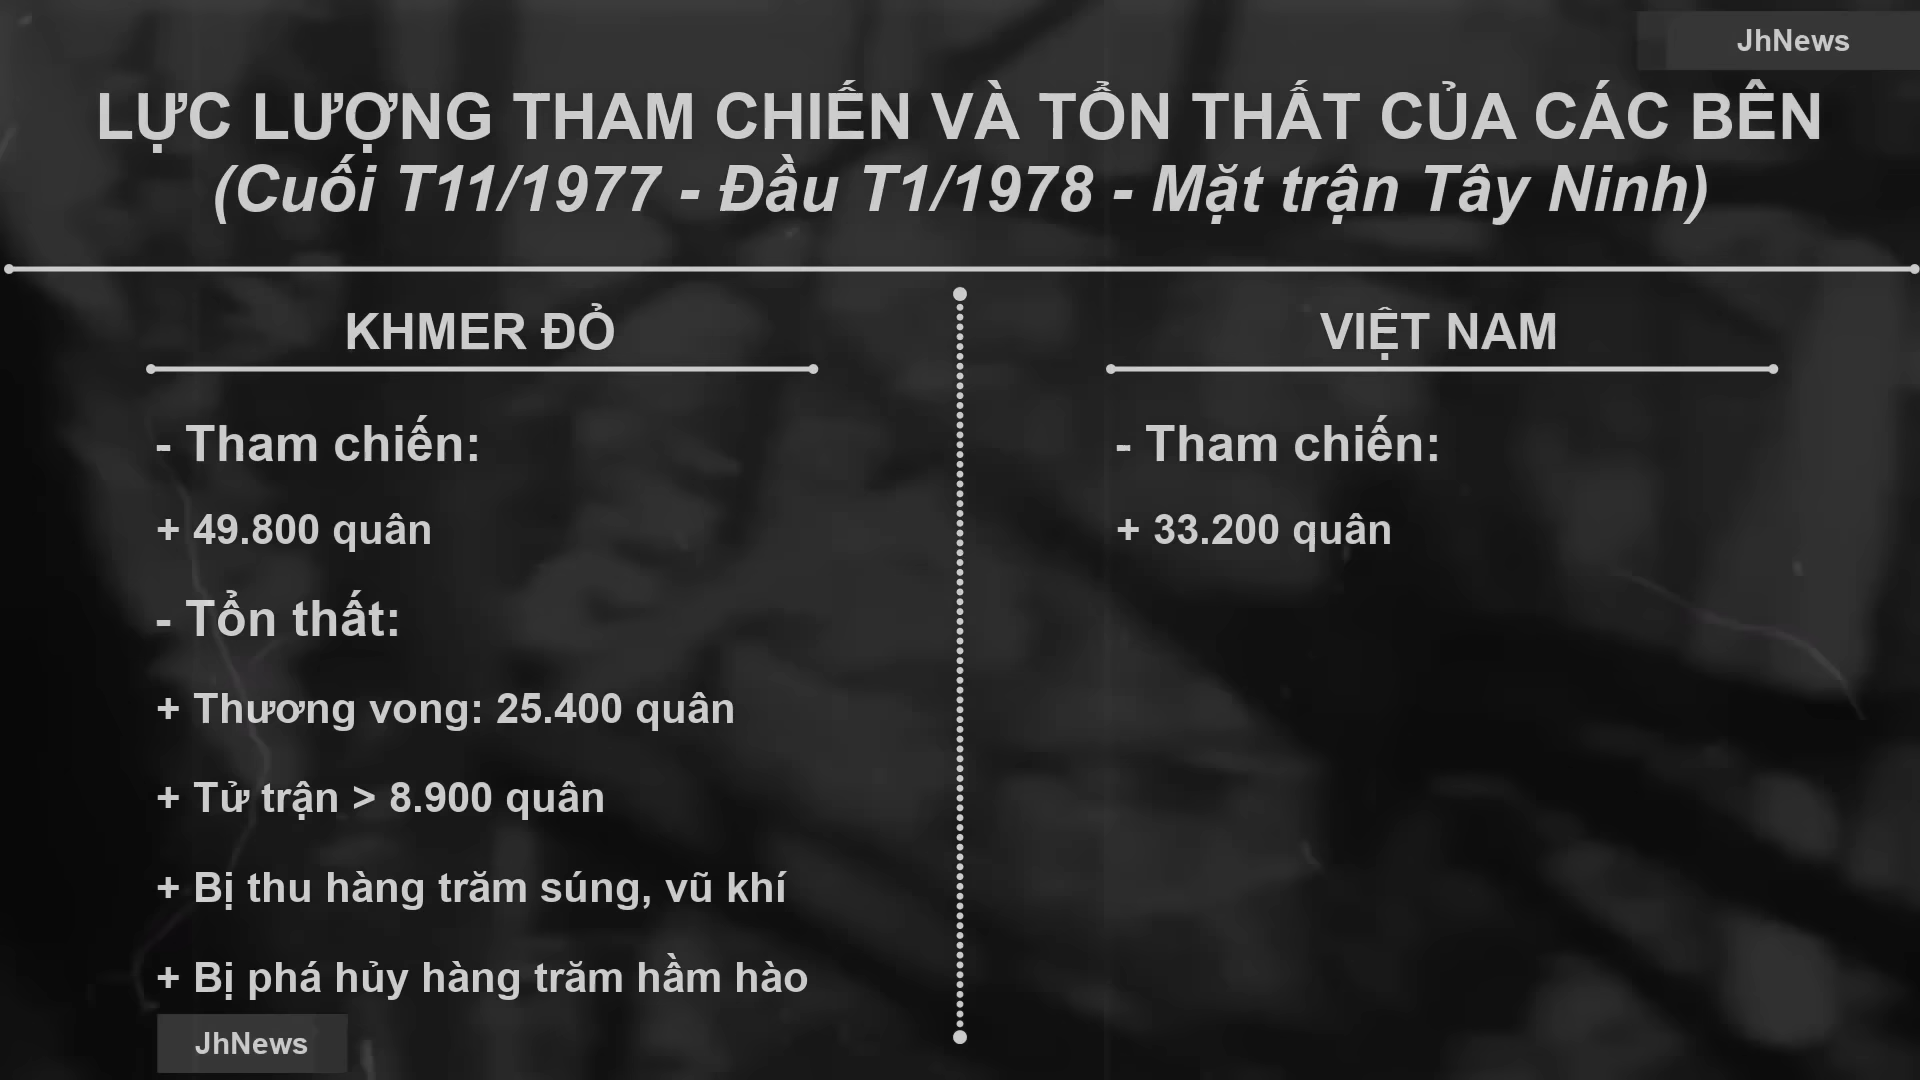 JhNews
LỰC LƯỢNG THAM CHIẾN VÀ TỔN THẤT CỦA CÁC BÊN
(Cuối T11/1977 - Đầu T1/1978 - Mặt trận Tây Ninh)
KHMER ĐỎ
- Tham chiến:
+ 49.800 quân
- Tổn thất:
+ Thương vong: 25.400 quân
+ Tử trận > 8.900 quân
+ Bị thu hàng trăm súng, vũ khí
+ Bị phá hủy hàng trăm hầm hào
VIỆT NAM
- Tham chiến:
+ 33.200 quân
JhNews